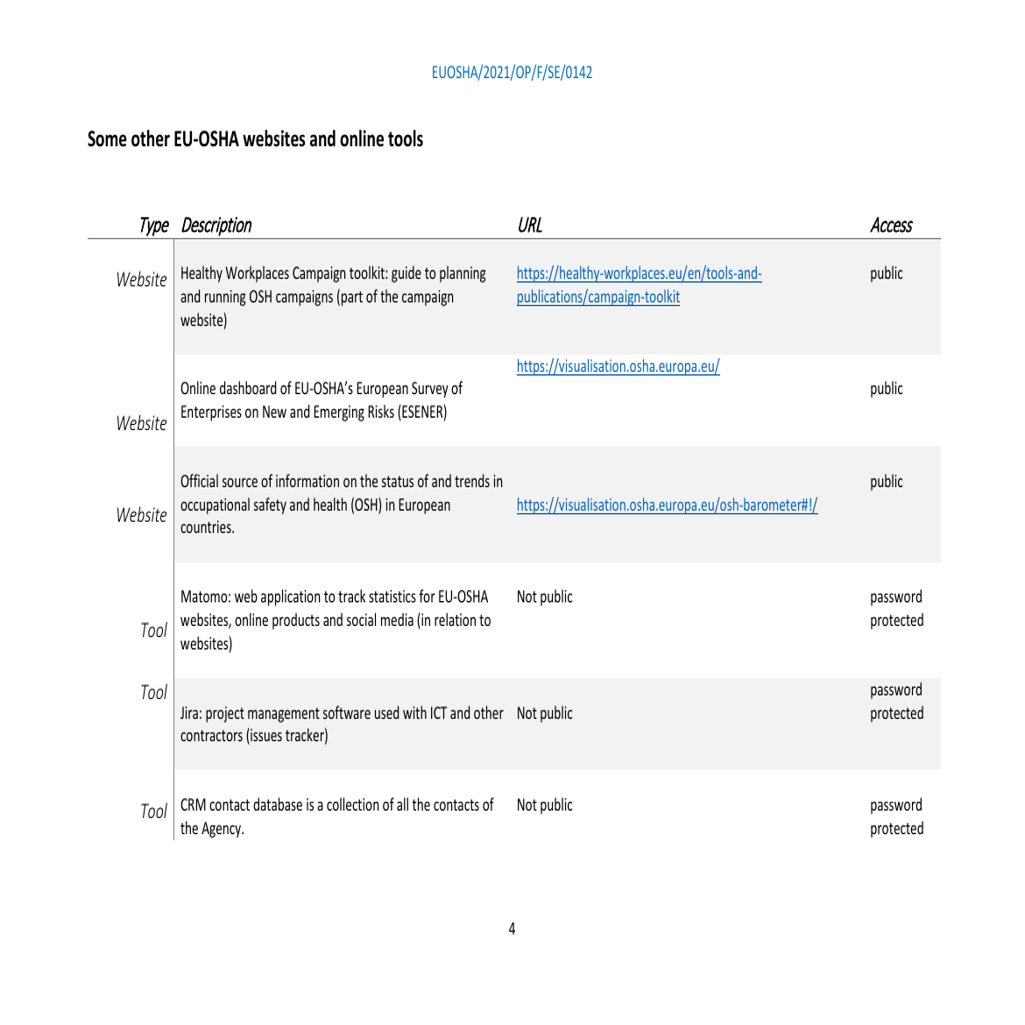 EUOSHA/2021/OP/F/SE/0142
Some other EU-OSHA websites and online tools
Type Description URL Access
Website Healthy Workplaces Campaign toolkit: guide to planning https://healthy-workplaces.eu/en/tools-and- public
and running OSH campaigns (part of the campaign publications/campaign-toolkit
website)
https://visualisation.osha.europa.eu/
Online dashboard of EU-OSHA’s European Survey of public
Enterprises on New and Emerging Risks (ESENER)
Website
Official source of information on the status of and trends in public
occupational safety and health (OSH) in European https://visualisation.osha.europa.eu/osh-barometer#!/
Website
countries.
Matomo: web application to track statistics for EU-OSHA Not public password
websites, online products and social media (in relation to protected
Tool
websites)
Tool password
Jira: project management software used with ICT and other Not public protected
contractors (issues tracker)
Tool CRM contact database is a collection of all the contacts of Not public password
the Agency. protected
4